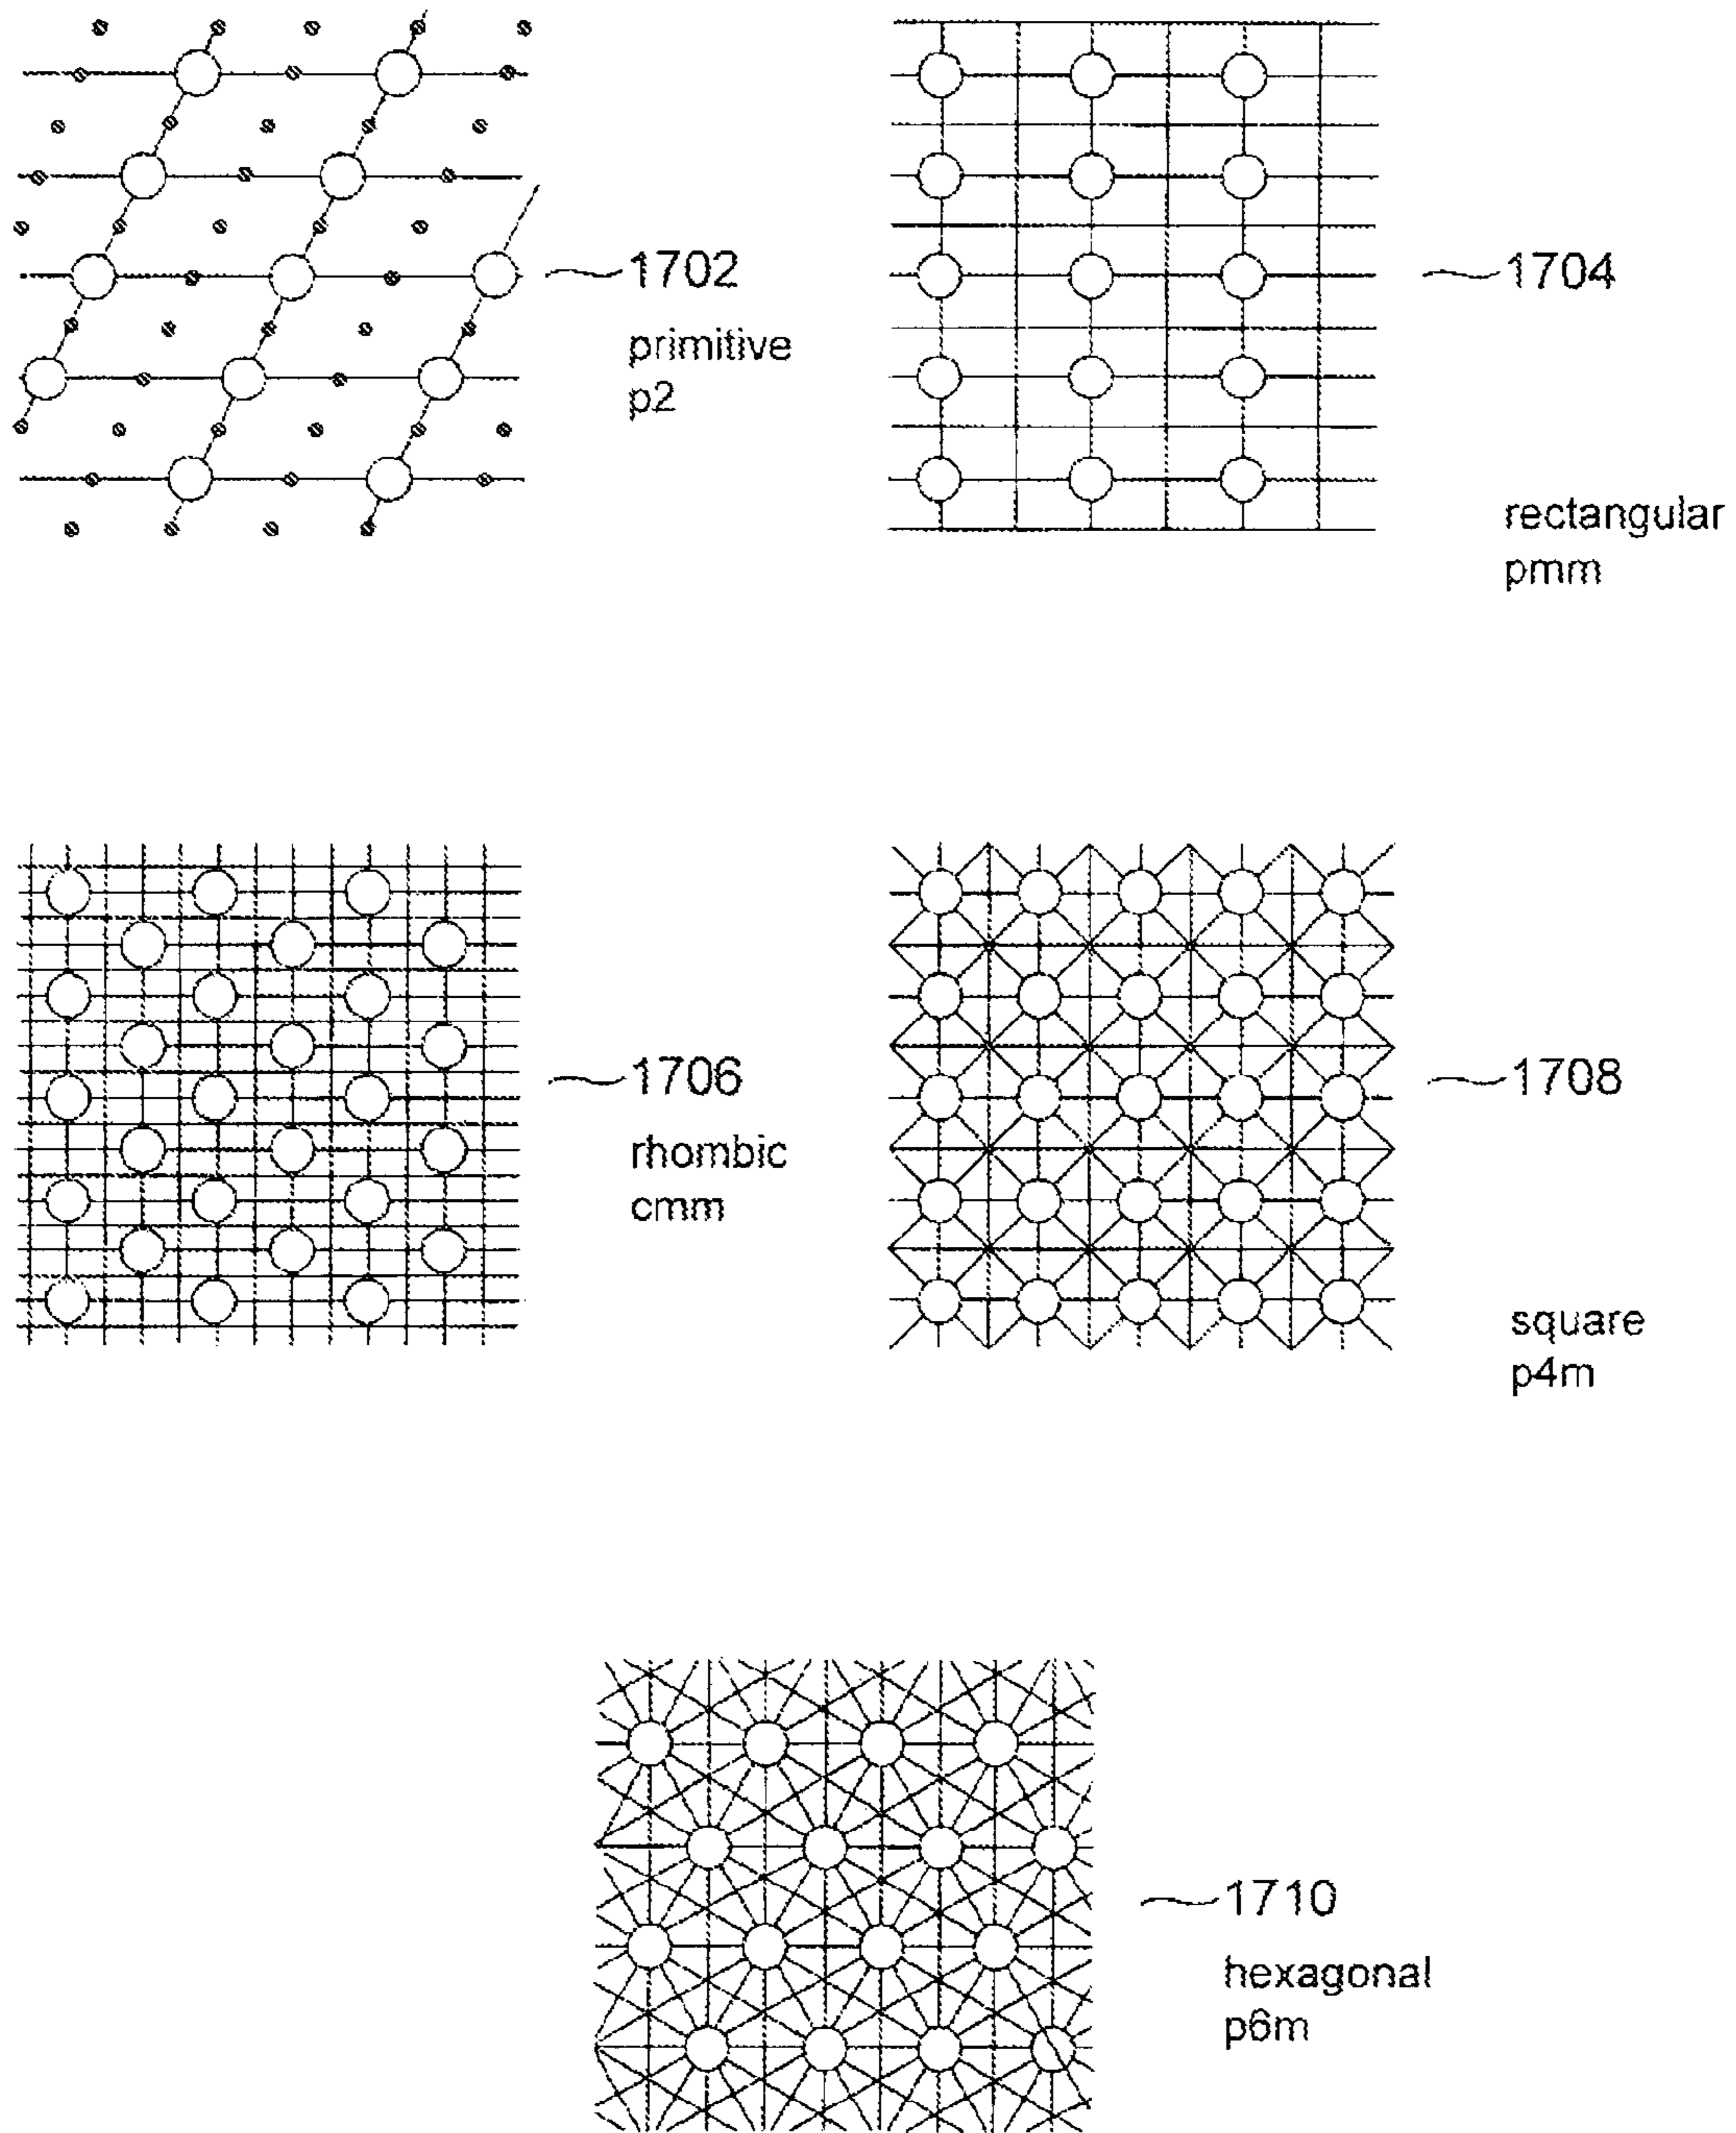 1702
primitive
p2
1704
rectangular
pmm
1706
rhombic
cmm
1708
square
p4m
1710
hexagonal
p6m